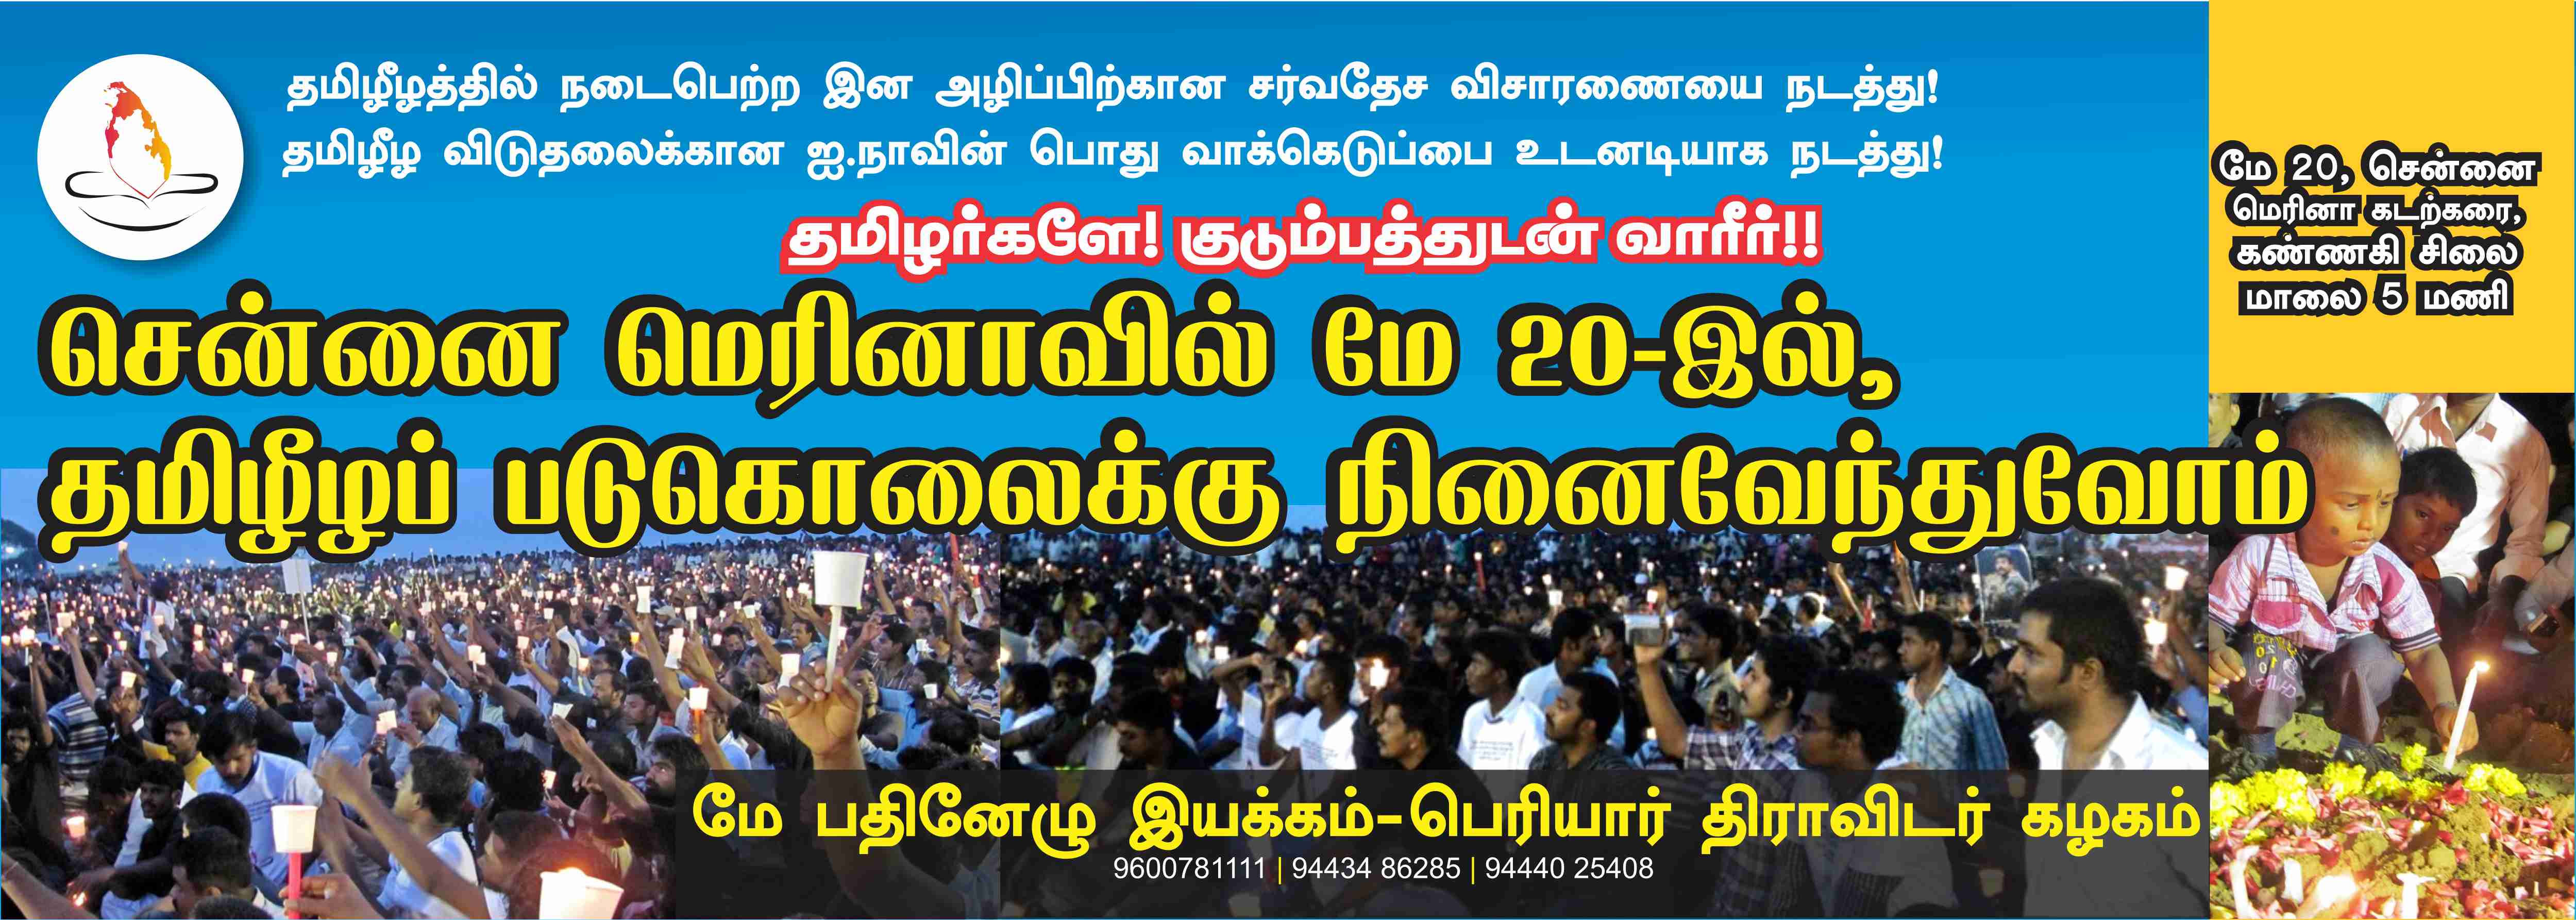 தமிழீழத்தில் நடைபெற்ற இன அழிப்பிற்கான சர்வதேச விசாரணையை நடத்து!
தமிழீழ விடுதலைக்கான ஐ.நாவின் பொது வாக்கெடுப்பை உடனடியாக நடத்து!
தமிழர்களே! குடும்பத்துடன் வாரீர்!!
சென்னை மெரினாவில் மே 20-இல்,
தமிழீழப் படுகொலைக்கு நினைவேந்துவோம்
மே 20, சென்னை
மெரினா கடற்கரை,
கண்ணகி சிலை
மாலை 5 மணி
மே பதினேழு இயக்கம்-பெரியார் திராவிடர் கழகம்
9600781111 | 94434 86285 | 94440 25408